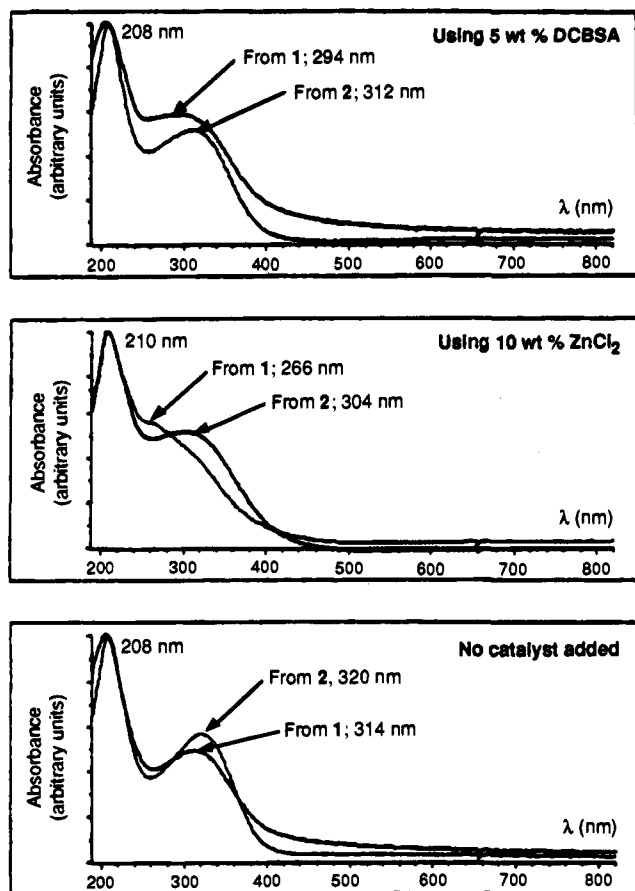 208 nm
Using 5 wt % DCBSA
From 1; 294 nm
From 2; 312 nm
Absorbance
(arbitrary units)
λ (nm)
200 300 400 500 600 700 800
210 nm
Using 10 wt % ZnCl₂
From 1; 266 nm
From 2; 304 nm
Absorbance
(arbitrary units)
λ (nm)
200 300 400 500 600 700 800
208 nm
No catalyst added
From 2, 320 nm
From 1; 314 nm
Absorbance
(arbitrary units)
λ (nm)
200 300 400 500 600 700 800